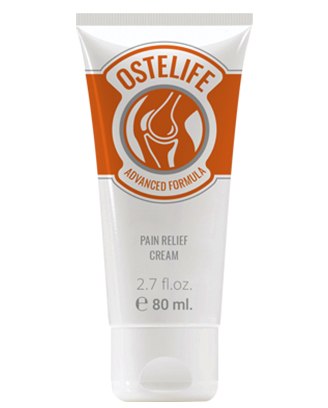 OSTELIFE
ADVANCED FORMULA
PAIN RELIEF
CREAM
2.7 fl.oz.
℮ 80 ml.